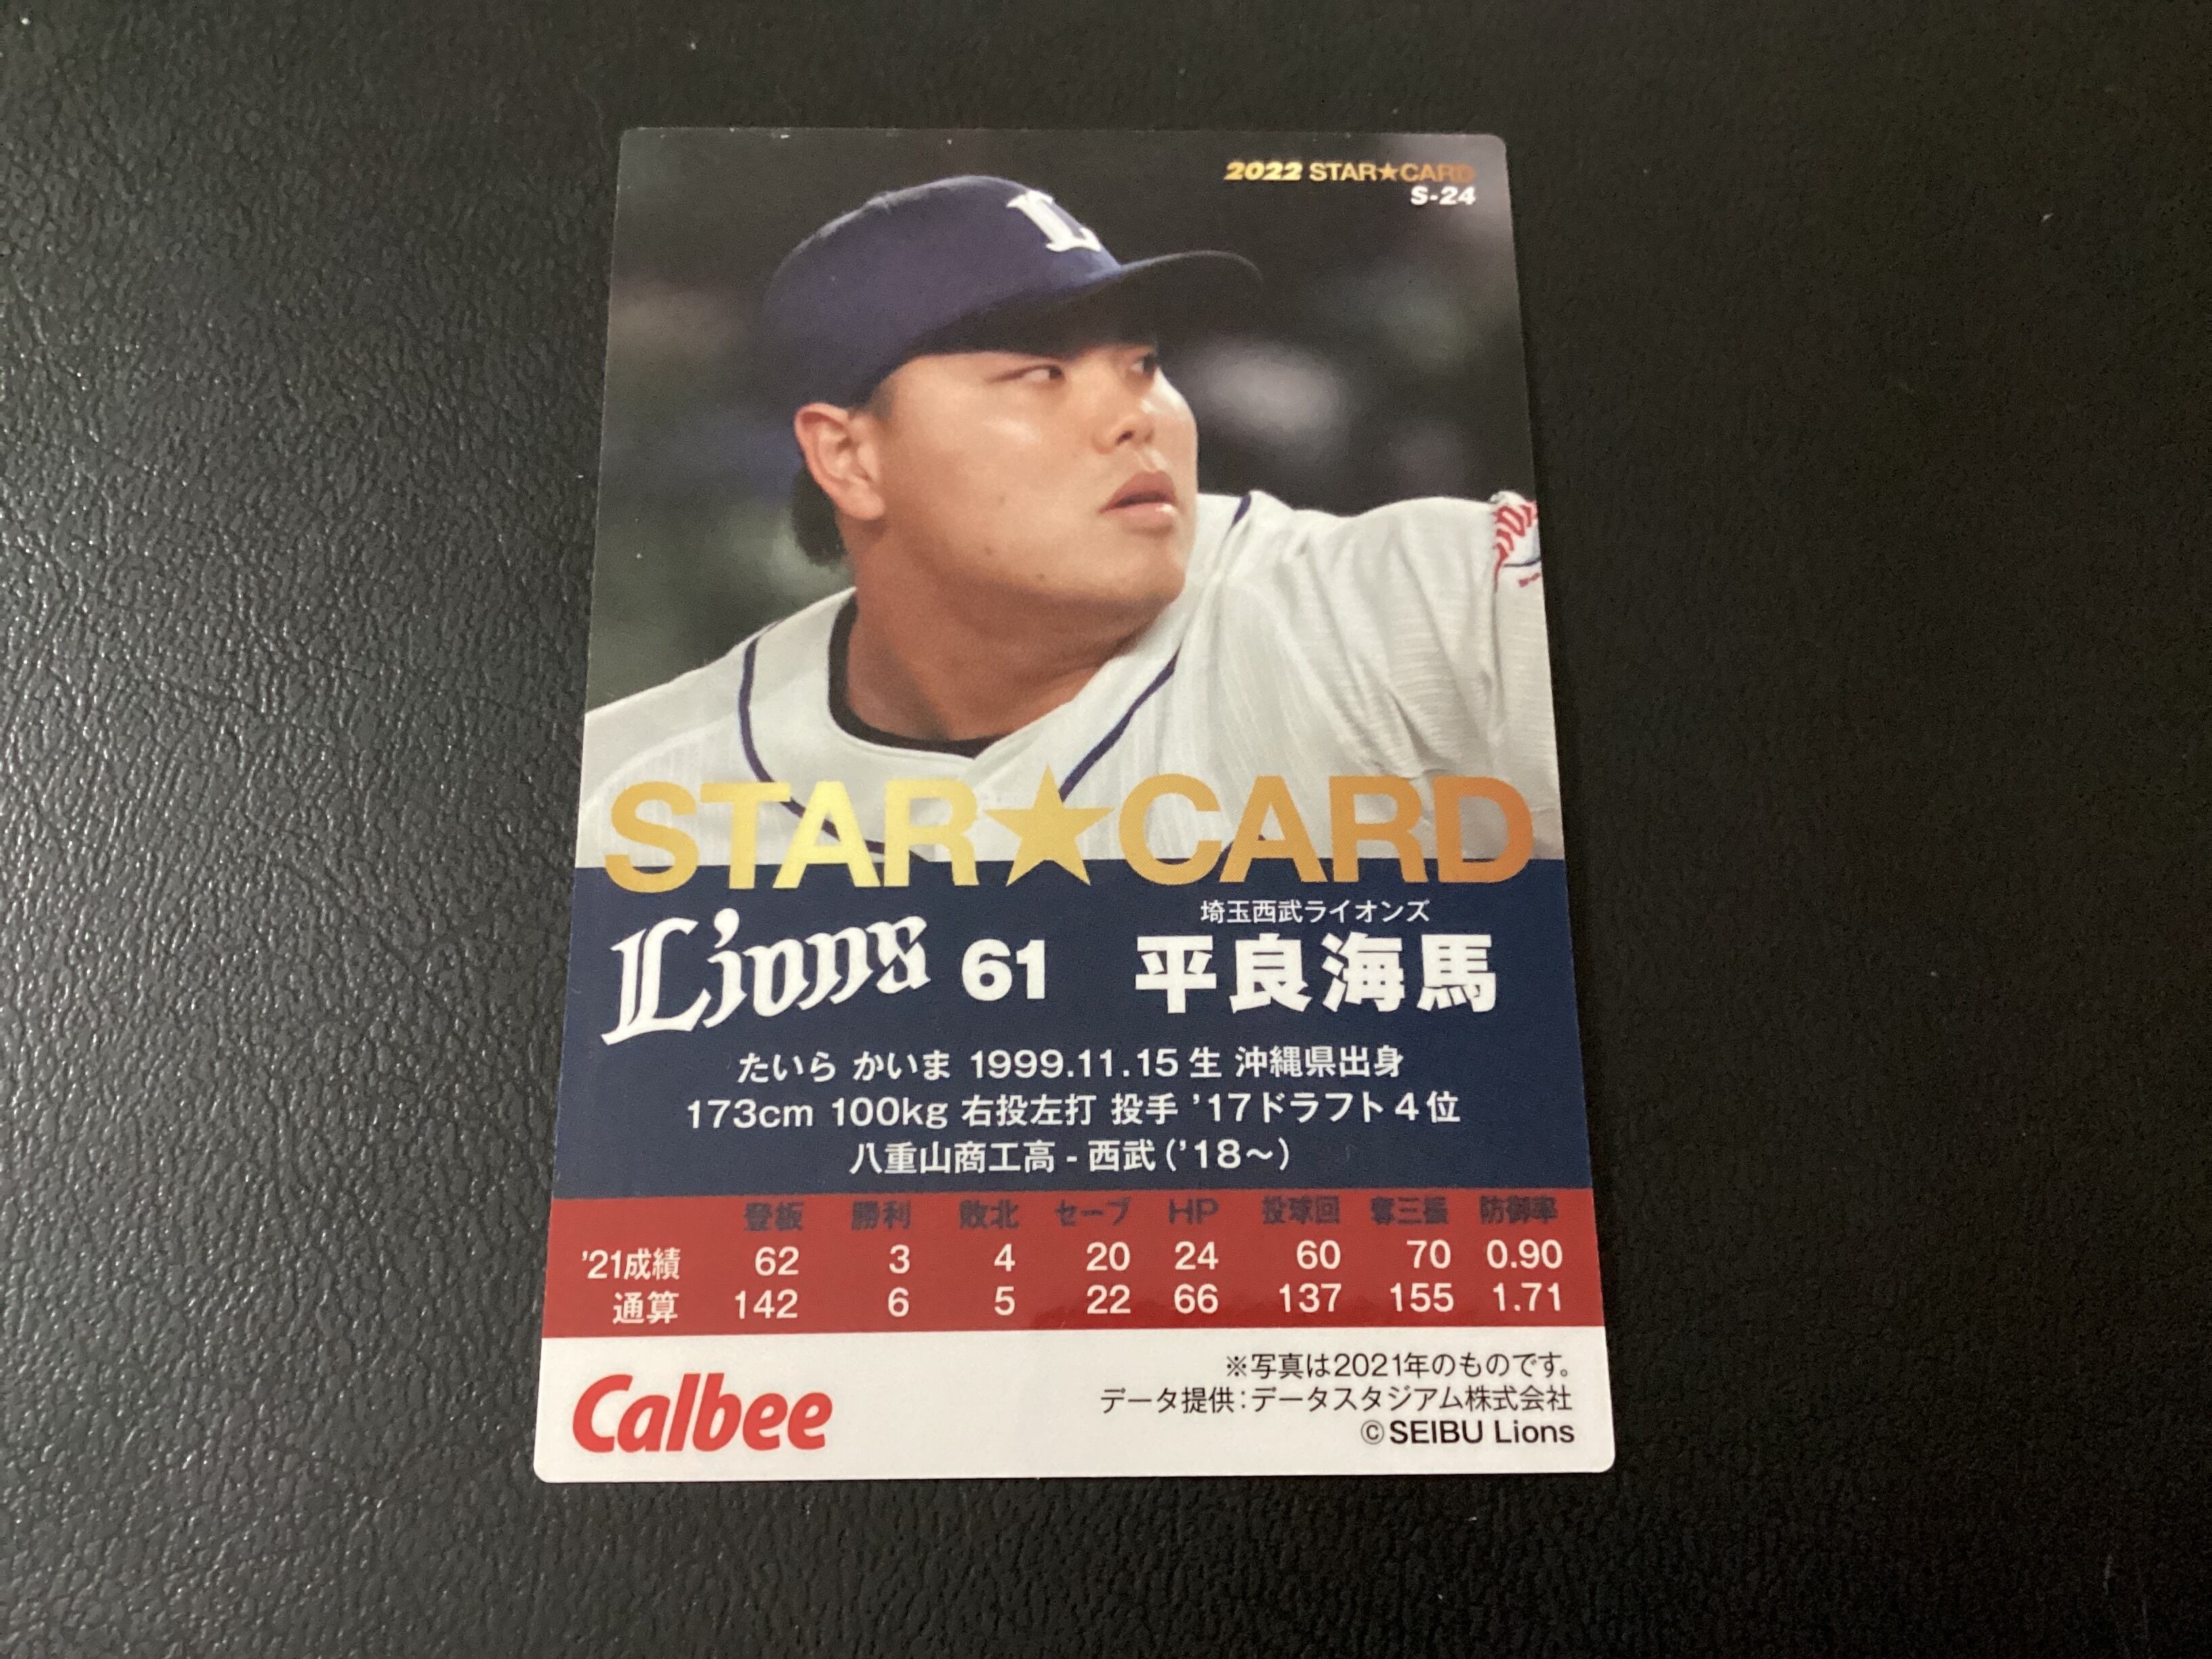 2022 STAR★CARD
S-24
L
STAR★CARD
埼玉西武ライオンズ
Lions 61 平良海馬
たいら かいま 1999.11.15生 沖縄県出身
173cm 100kg 右投左打 投手 '17ドラフト4位
八重山商工高 - 西武('18～)
登板 勝利 敗北 セーブ HP 投球回 奪三振 防御率
'21成績 62 3 4 20 24 60 70 0.90
通算 142 6 5 22 66 137 155 1.71
Calbee
※写真は2021年のものです。
データ提供：データスタジアム株式会社
©SEIBU Lions